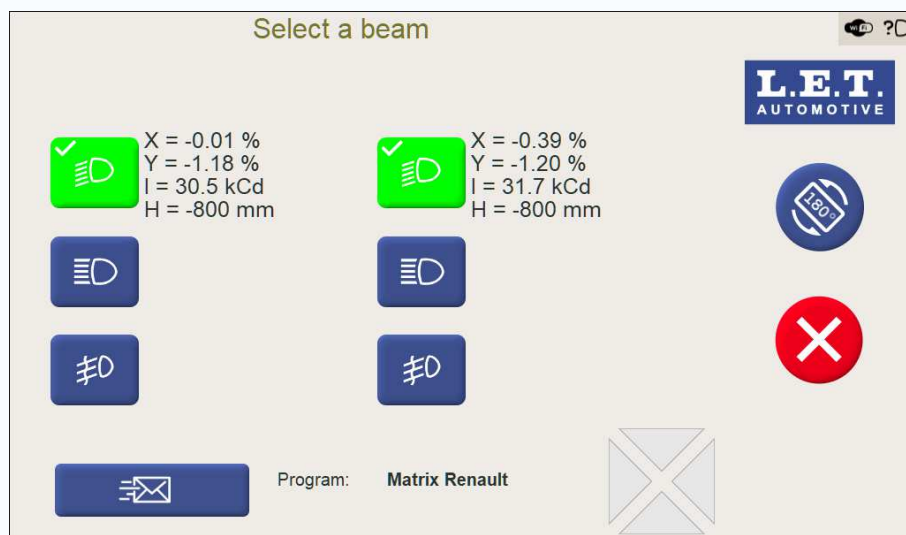 Select a beam
WiFi ?
L.E.T.
AUTOMOTIVE
X = -0.01 %
Y = -1.18 %
I = 30.5 kCd
H = -800 mm
X = -0.39 %
Y = -1.20 %
I = 31.7 kCd
H = -800 mm
180°
Program: Matrix Renault